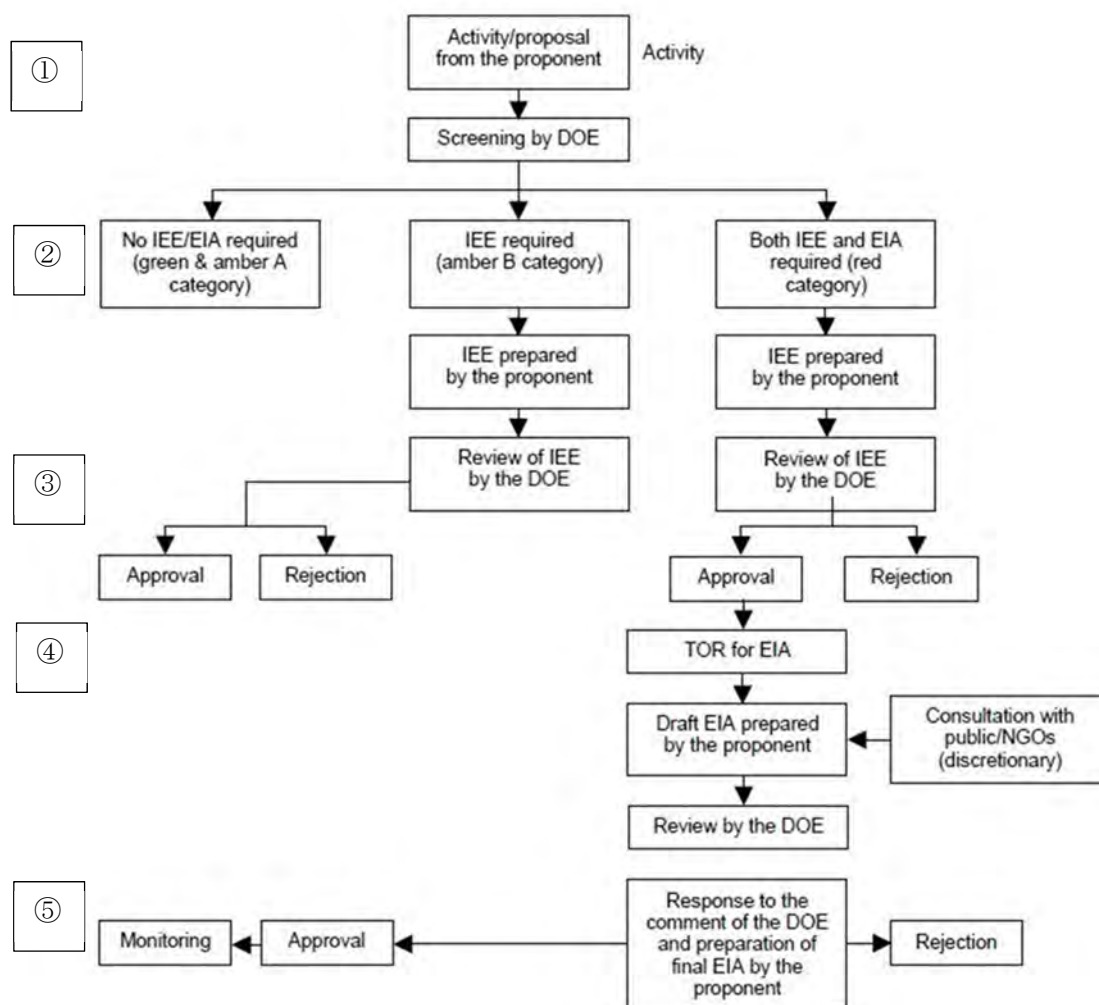 ①
Activity/proposal
from the proponent
Activity
Screening by DOE
②
No IEE/EIA required
(green & amber A
category)
IEE required
(amber B category)
Both IEE and EIA
required (red
category)
IEE prepared
by the proponent
IEE prepared
by the proponent
③
Review of IEE
by the DOE
Review of IEE
by the DOE
Approval
Rejection
Approval
Rejection
④
TOR for EIA
Draft EIA prepared
by the proponent
Consultation with
public/NGOs
(discretionary)
Review by the DOE
⑤
Monitoring
Approval
Response to the
comment of the DOE
and preparation of
final EIA by the
proponent
Rejection